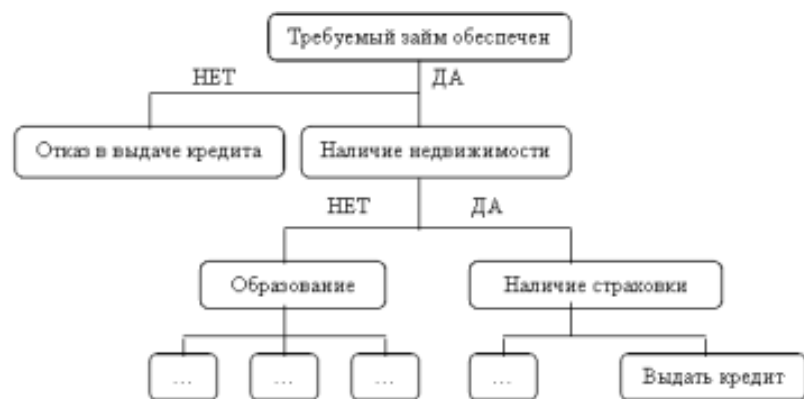 Требуемый займ обеспечен
НЕТ ДА
Отказ в выдаче кредита Наличие недвижимости
НЕТ ДА
Образование Наличие страховки
... ... ... ... Выдать кредит